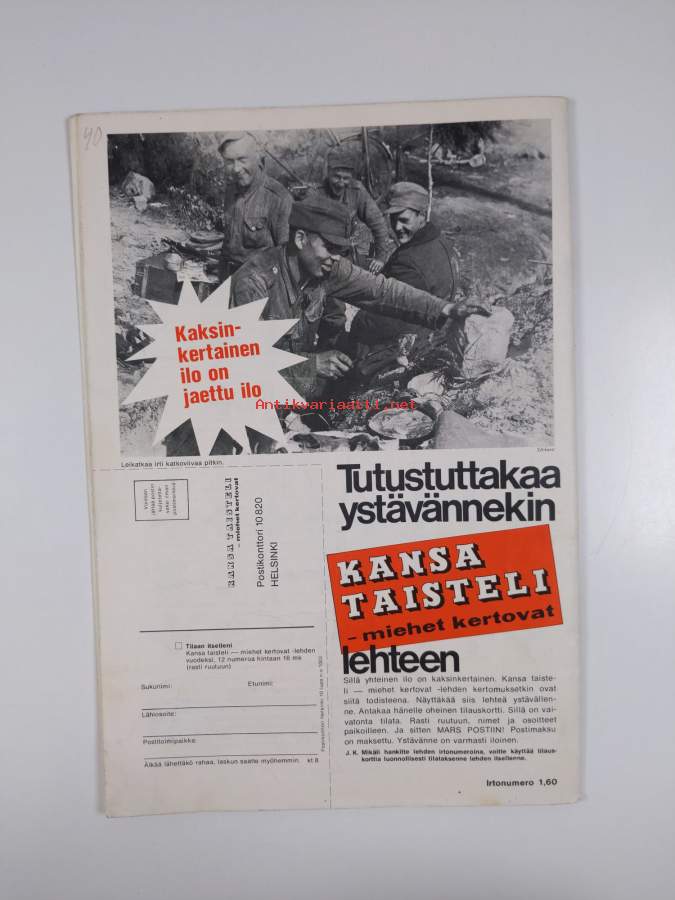 40
Kaksin-
kertainen
ilo on
jaettu ilo
Antikvariaatti.net
Leikatkaa irti katkoviivaa pitkin.
KANSA TAISTELI
– miehet kertovat
Postikonttori 10 820
HELSINKI
Tilaan itselleni
Kansa taisteli — miehet kertovat -lehden
vuodeksi, 12 numeroa hintaan 16 mk
(rasti ruutuun)
Sukunimi: Etunimi:
Lähiosoite:
Postitoimipaikka:
Älkää lähettäkö rahaa, laskun saatte myöhemmin. kt 8
Tutustuttakaa
ystävännekin
KANSA
TAISTELI
– miehet kertovat
lehteen
Sillä yhteinen ilo on kaksinkertainen. Kansa taiste-
li — miehet kertovat -lehden kertomuksetkin ovat
siitä todisteena. Näyttäkää siis lehteä ystävällen-
ne. Antakaa hänelle oheinen tilauskortti. Sillä on vai-
vatonta tilata. Rasti ruutuun, nimet ja osoitteet
paikoilleen. Ja sitten MARS POSTIIN! Postimaksu
on maksettu. Ystävänne on varmasti iloinen.
J. K. Mikäli hankitte lehden irtonumeroina, voitte käyttää tilaus-
korttia luonnollisesti tilataksenne lehden itsellenne.
Irtonumero 1,60